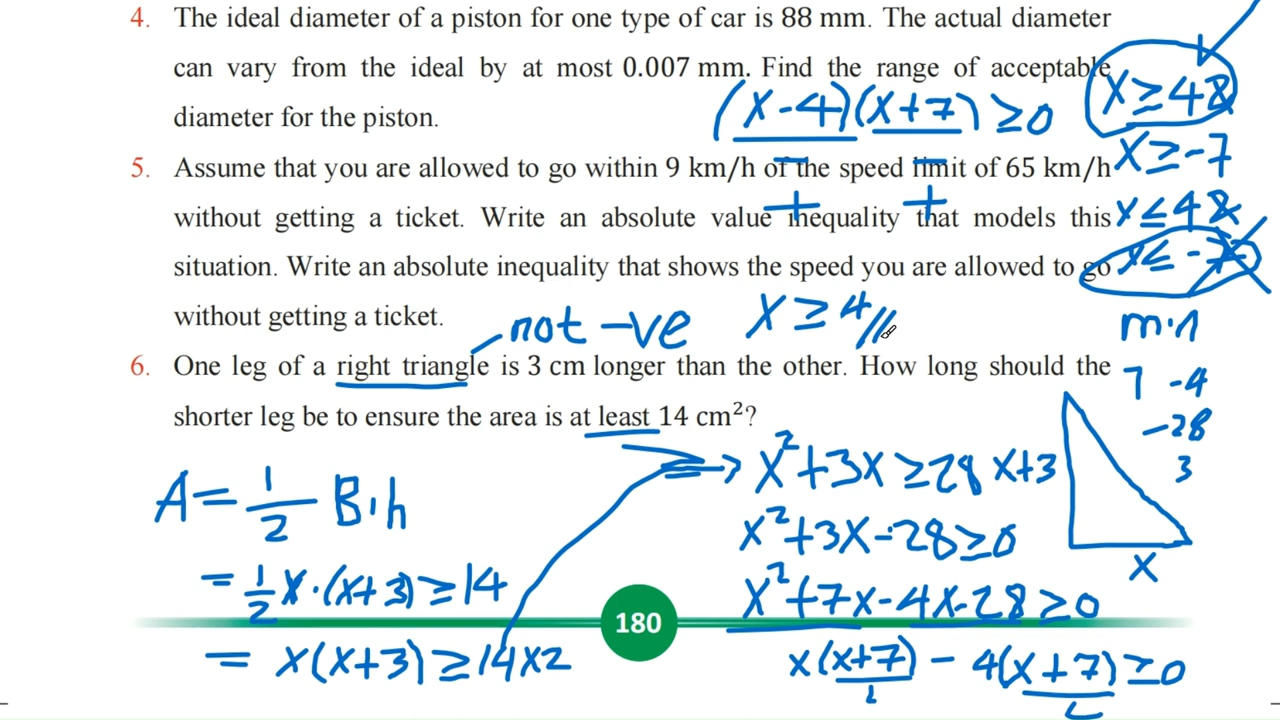 4. The ideal diameter of a piston for one type of car is 88 mm. The actual diameter
can vary from the ideal by at most 0.007 mm. Find the range of acceptable
diameter for the piston.
(x-4)(x+7) ≥0
- -
+ +
x≥4&
x≥-7
x≤4&
x≤ -7
min
5. Assume that you are allowed to go within 9 km/h of the speed limit of 65 km/h
without getting a ticket. Write an absolute value inequality that models this
situation. Write an absolute inequality that shows the speed you are allowed to go
without getting a ticket.
not -ve x≥4//
6. One leg of a right triangle is 3 cm longer than the other. How long should the
shorter leg be to ensure the area is at least 14 cm²?
7 -4
-28
3
A = 1/2 B.h
= 1/2 x.(x+3) ≥14
= x(x+3) ≥14x2
x²+3x≥28
x+3
x
x²+3x-28≥0
x²+7x-4x-28≥0
x(x+7) - 4(x+7)≥0
180